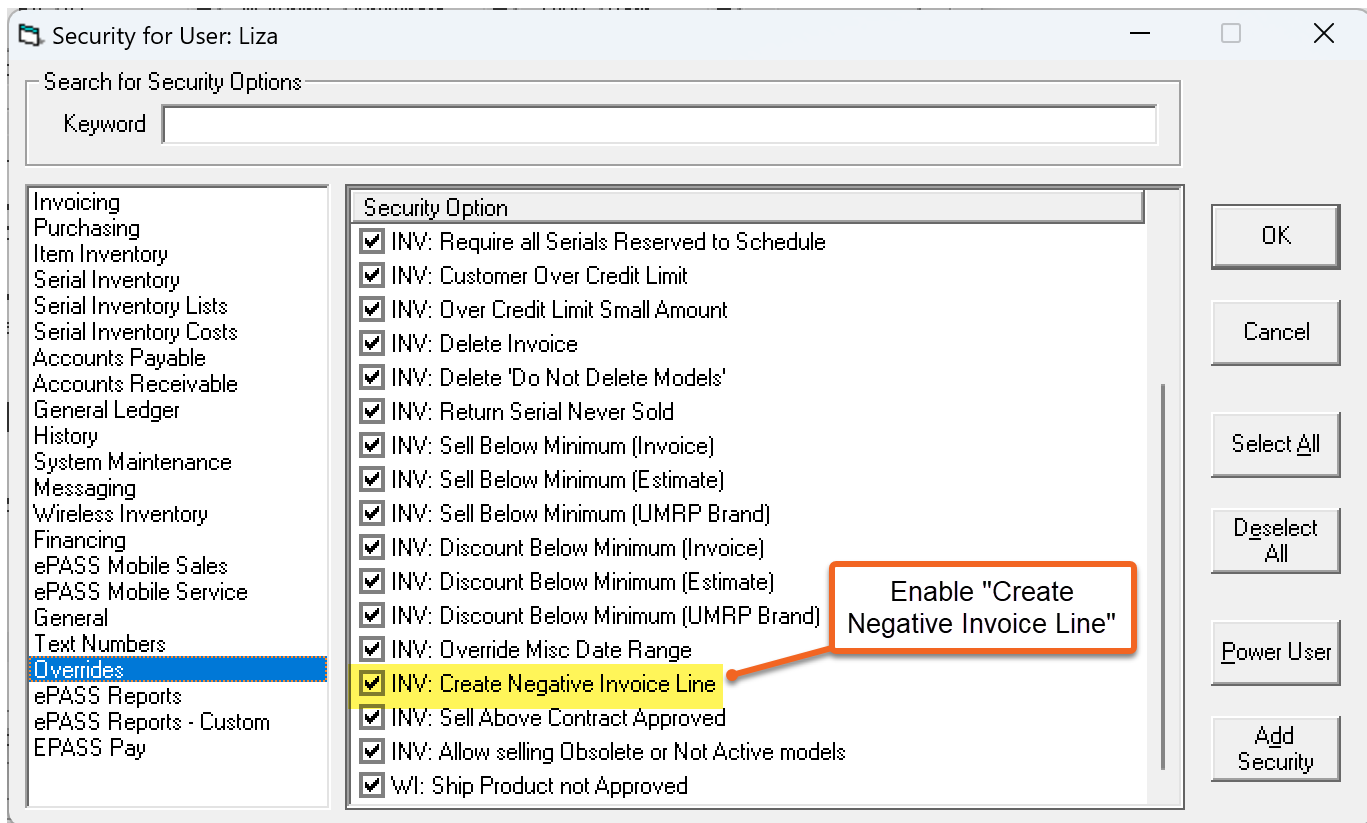 Security for User: Liza
Search for Security Options
Keyword
Invoicing
Purchasing
Item Inventory
Serial Inventory
Serial Inventory Lists
Serial Inventory Costs
Accounts Payable
Accounts Receivable
General Ledger
History
System Maintenance
Messaging
Wireless Inventory
Financing
ePASS Mobile Sales
ePASS Mobile Service
General
Text Numbers
Overrides
ePASS Reports
ePASS Reports - Custom
EPASS Pay
Security Option
INV: Require all Serials Reserved to Schedule
INV: Customer Over Credit Limit
INV: Over Credit Limit Small Amount
INV: Delete Invoice
INV: Delete 'Do Not Delete Models'
INV: Return Serial Never Sold
INV: Sell Below Minimum (Invoice)
INV: Sell Below Minimum (Estimate)
INV: Sell Below Minimum (UMRP Brand)
INV: Discount Below Minimum (Invoice)
INV: Discount Below Minimum (Estimate)
INV: Discount Below Minimum (UMRP Brand)
INV: Override Misc Date Range
INV: Create Negative Invoice Line
INV: Sell Above Contract Approved
INV: Allow selling Obsolete or Not Active models
WI: Ship Product not Approved
Enable "Create
Negative Invoice Line"
OK
Cancel
Select All
Deselect
All
Power User
Add
Security